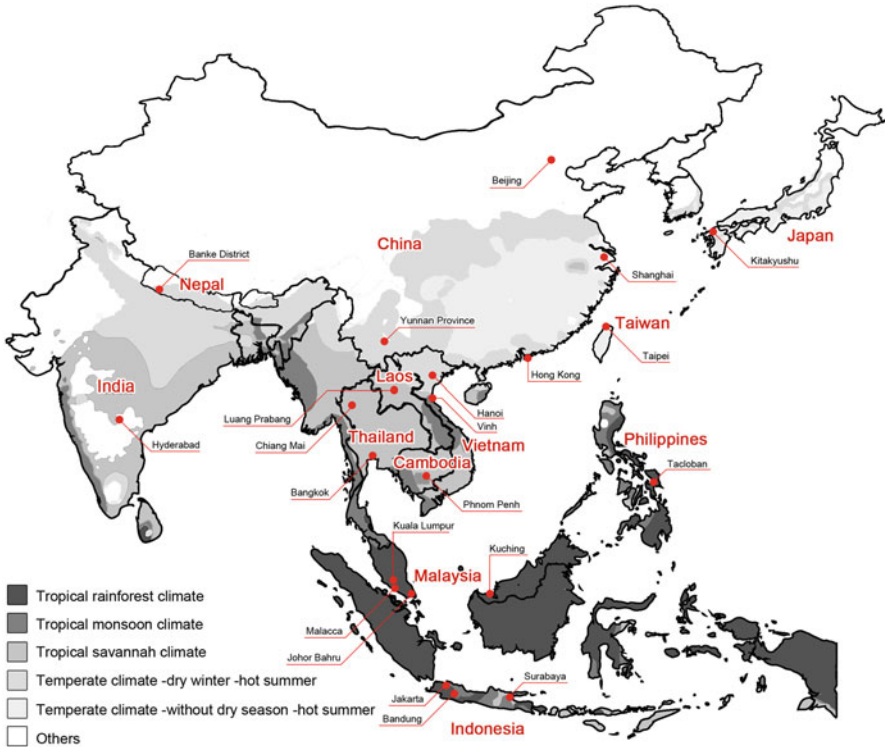 Beijing
China
Japan
Kitakyushu
Banke District
Nepal
Shanghai
Yunnan Province
Taiwan
Taipei
Hong Kong
India
Laos
Hanoi
Luang Prabang
Vinh
Hyderabad
Chiang Mai
Thailand
Vietnam
Philippines
Cambodia
Tacloban
Bangkok
Phnom Penh
Kuala Lumpur
Kuching
Malaysia
Malacca
Johor Bahru
Surabaya
Jakarta
Bandung
Indonesia
Tropical rainforest climate
Tropical monsoon climate
Tropical savannah climate
Temperate climate -dry winter -hot summer
Temperate climate -without dry season -hot summer
Others